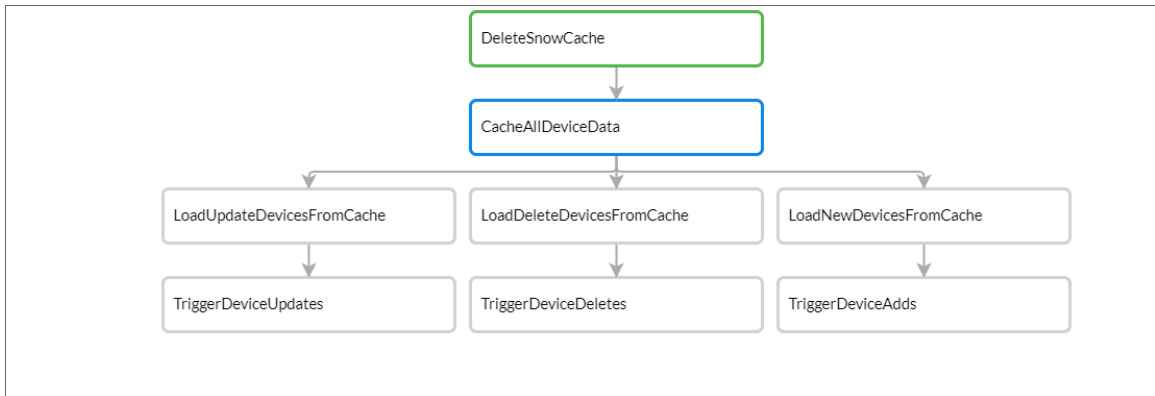 DeleteSnowCache
CacheAllDeviceData
LoadUpdateDevicesFromCache
LoadDeleteDevicesFromCache
LoadNewDevicesFromCache
TriggerDeviceUpdates
TriggerDeviceDeletes
TriggerDeviceAdds